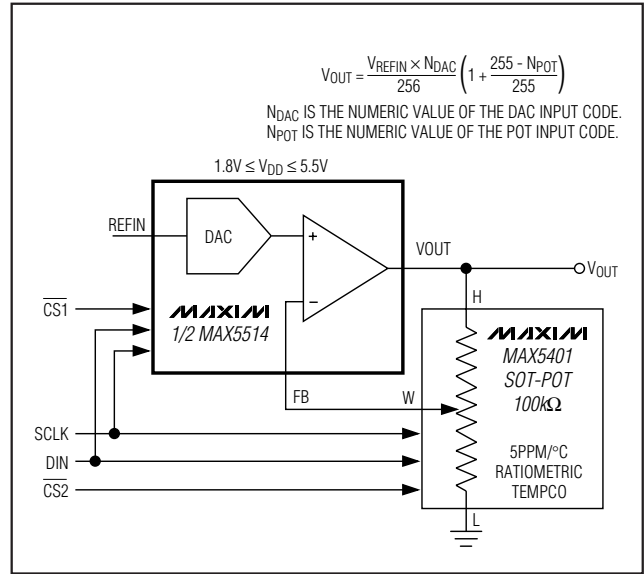 VOUT = VREFIN × NDAC / 256 (1 + 255 - NPOT / 255)
NDAC IS THE NUMERIC VALUE OF THE DAC INPUT CODE.
NPOT IS THE NUMERIC VALUE OF THE POT INPUT CODE.
1.8V ≤ VDD ≤ 5.5V
REFIN
DAC
+
−
VOUT
VOUT
H
CS1
MAXIM
1/2 MAX5514
MAXIM
MAX5401
SOT-POT
100kΩ
FB
W
SCLK
DIN
CS2
5PPM/°C
RATIOMETRIC
TEMPCO
L